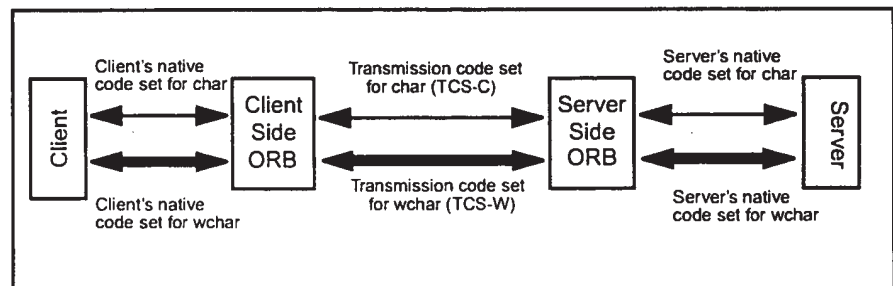 Client
Client's native
code set for char
Client's native
code set for wchar
Client
Side
ORB
Transmission code set
for char (TCS-C)
Transmission code set
for wchar (TCS-W)
Server
Side
ORB
Server's native
code set for char
Server's native
code set for wchar
Server